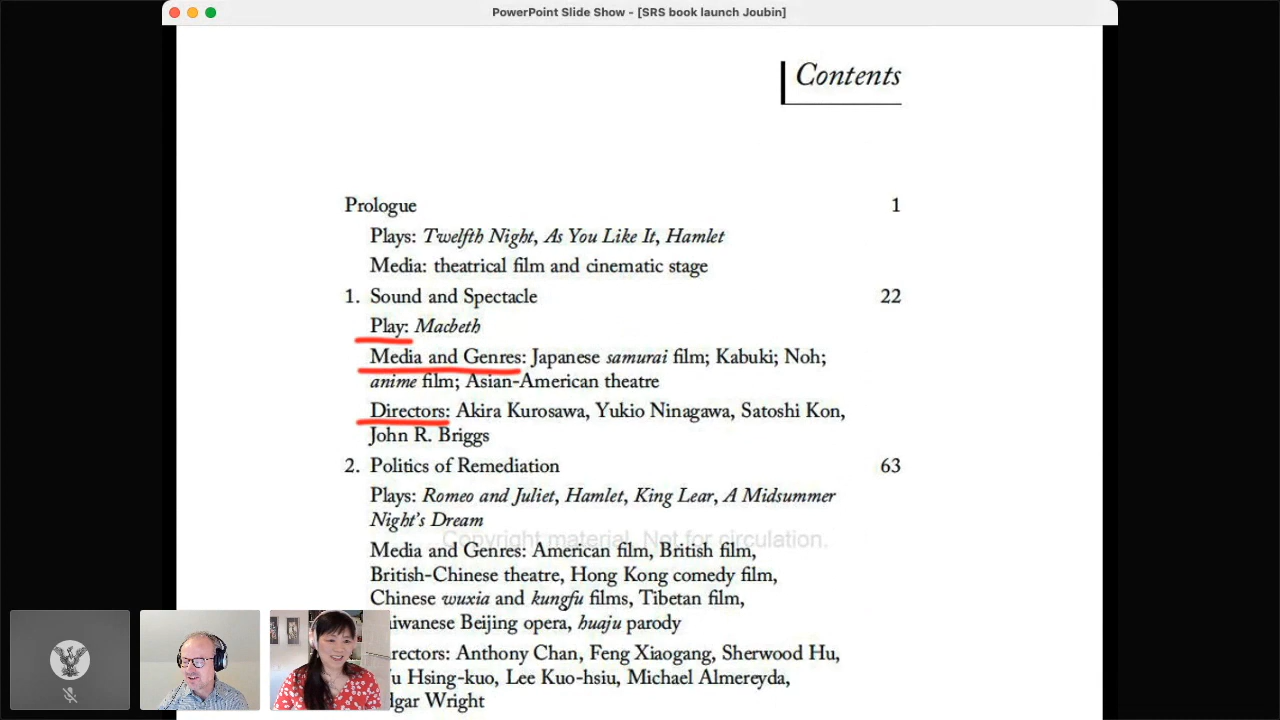 PowerPoint Slide Show - [SRS book launch Joubin]
Contents
Prologue 1
Plays: Twelfth Night, As You Like It, Hamlet
Media: theatrical film and cinematic stage
1. Sound and Spectacle 22
Play: Macbeth
Media and Genres: Japanese samurai film; Kabuki; Noh;
anime film; Asian-American theatre
Directors: Akira Kurosawa, Yukio Ninagawa, Satoshi Kon,
John R. Briggs
2. Politics of Remediation 63
Plays: Romeo and Juliet, Hamlet, King Lear, A Midsummer
Night's Dream
Copyright material. Not for circulation.
Media and Genres: American film, British film,
British-Chinese theatre, Hong Kong comedy film,
Chinese wuxia and kungfu films, Tibetan film,
Beijing opera, huaju parody
Anthony Chan, Feng Xiaogang, Sherwood Hu,
Hsing-kuo, Lee Kuo-hsiu, Michael Almereyda,
Wright